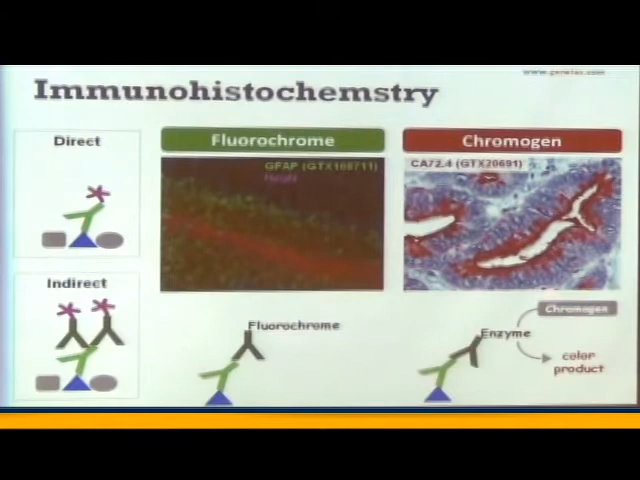 www.genetex.com
Immunohistochemstry
Direct
Fluorochrome
Chromogen
GFAP (GTX108711)
CA72.4 (GTX20691)
Indirect
Fluorochrome
Enzyme
Chromogen
color
product